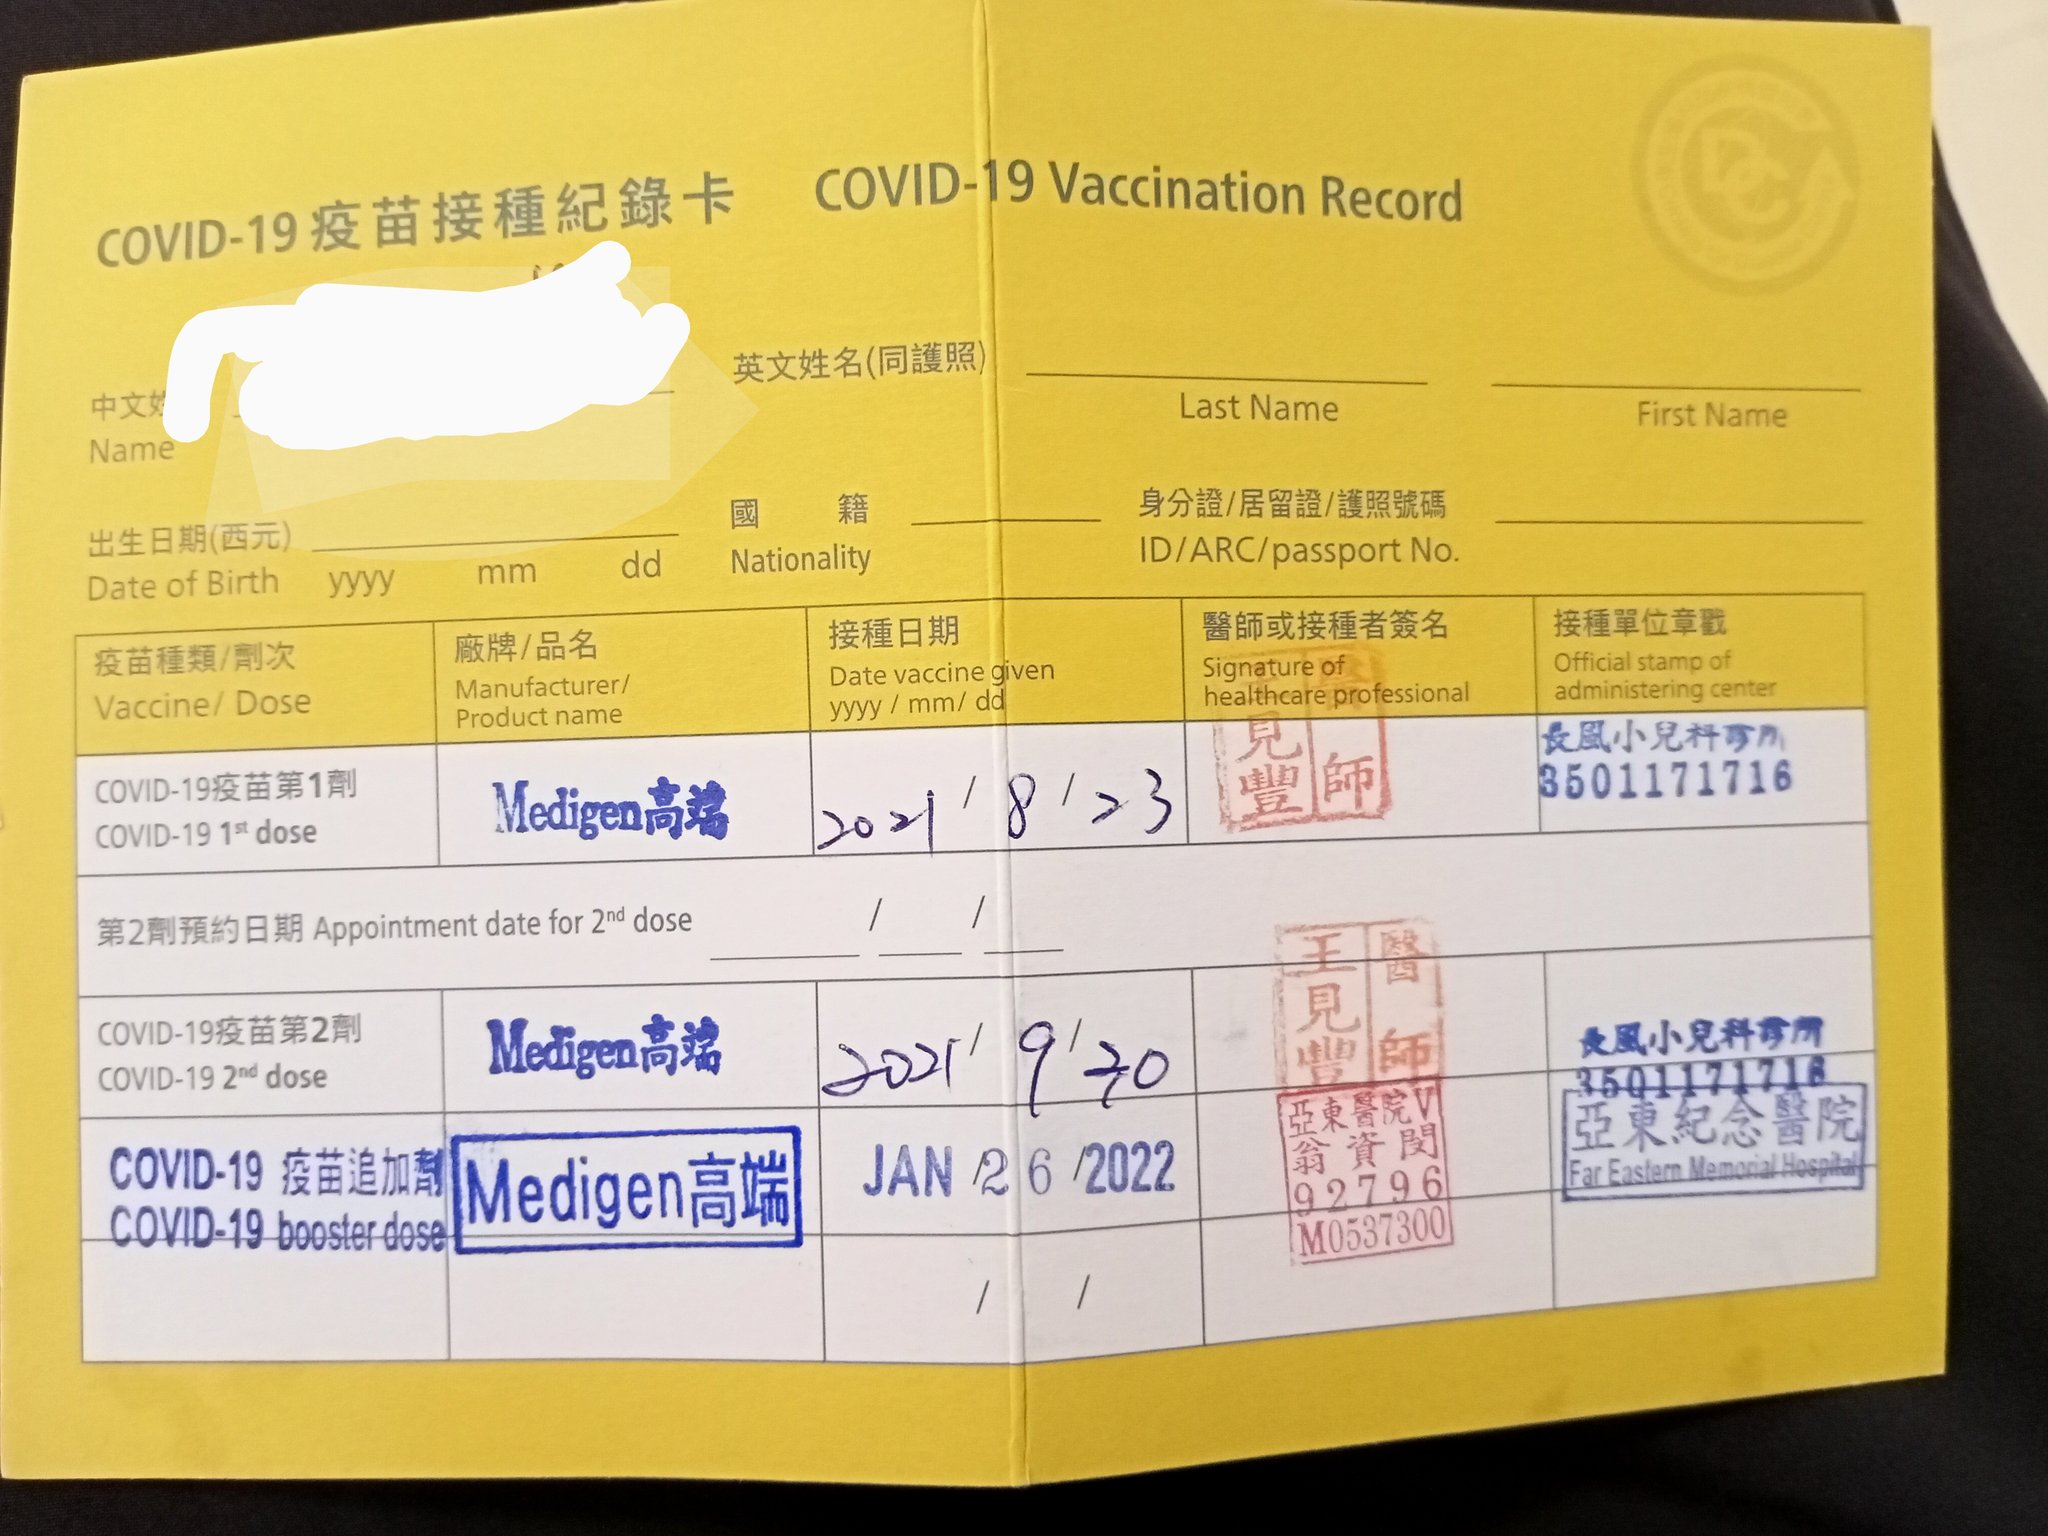 COVID-19 疫苗接種紀錄卡 COVID-19 Vaccination Record
中文姓
Name
英文姓名(同護照)
Last Name First Name
出生日期(西元)
Date of Birth yyyy mm dd
國籍
Nationality
身分證/居留證/護照號碼
ID/ARC/passport No.
疫苗種類/劑次
Vaccine/ Dose
廠牌/品名
Manufacturer/
Product name
接種日期
Date vaccine given
yyyy / mm/ dd
醫師或接種者簽名
Signature of
healthcare professional
接種單位章戳
Official stamp of
administering center
COVID-19疫苗第1劑
COVID-19 1st dose
Medigen高端
2021/8/23
醫師
王見豐
長風小兒科診所
3501171716
第2劑預約日期 Appointment date for 2nd dose / /
COVID-19疫苗第2劑
COVID-19 2nd dose
Medigen高端
2021/9/20
醫師
王見豐
長風小兒科診所
3501171716
COVID-19 疫苗追加劑
COVID-19 booster dose
Medigen高端
JAN /26/2022
亞東醫院V
翁資閔
92796
M0537300
亞東紀念醫院
Far Eastern Memorial Hospital
/ /